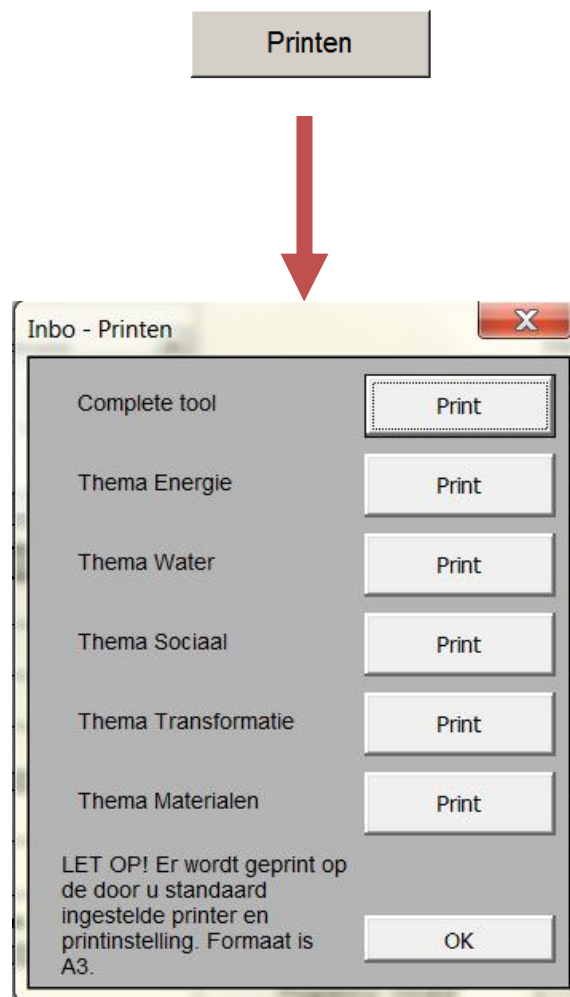 Printen
Inbo - Printen
Complete tool Print
Thema Energie Print
Thema Water Print
Thema Sociaal Print
Thema Transformatie Print
Thema Materialen Print
LET OP! Er wordt geprint op
de door u standaard
ingestelde printer en
printinstelling. Formaat is
A3.
OK